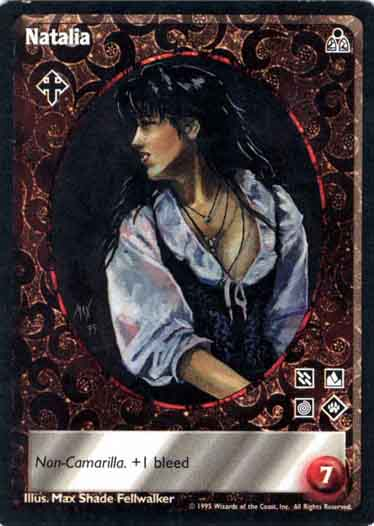 Natalia
Non-Camarilla. +1 bleed
7
Illus. Max Shade Fellwalker
© 1995 Wizards of the Coast, Inc. All Rights Reserved.